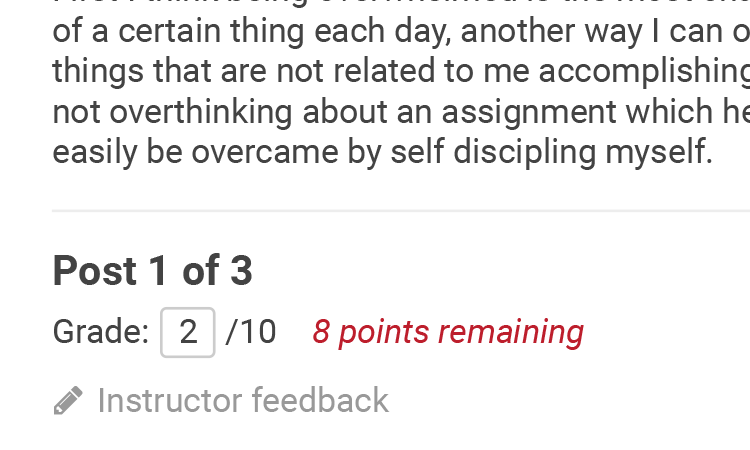 of a certain thing each day, another way I can
things that are not related to me accomplishing
not overthinking about an assignment which
easily be overcame by self discipling myself.
Post 1 of 3
Grade: 2 /10 8 points remaining
Instructor feedback